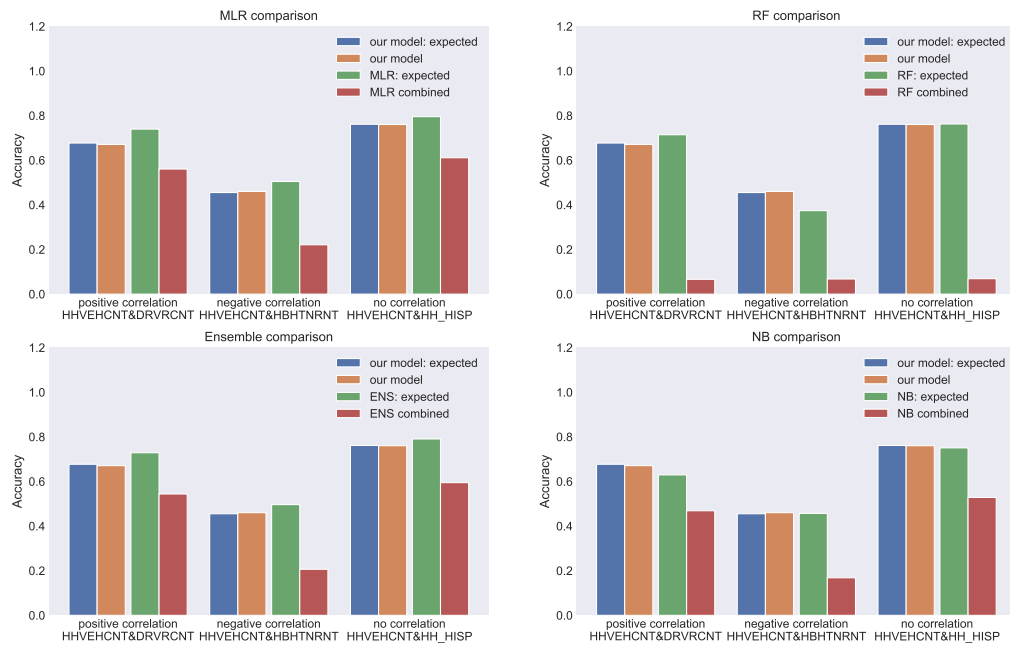 MLR comparison
1.2
1.0
0.8
0.6
0.4
0.2
0.0
Accuracy
our model: expected
our model
MLR: expected
MLR combined
positive correlation
HHVEHCNT&DRVRCNT
negative correlation
HHVEHCNT&HBHTNRNT
no correlation
HHVEHCNT&HH_HISP
RF comparison
1.2
1.0
0.8
0.6
0.4
0.2
0.0
Accuracy
our model: expected
our model
RF: expected
RF combined
positive correlation
HHVEHCNT&DRVRCNT
negative correlation
HHVEHCNT&HBHTNRNT
no correlation
HHVEHCNT&HH_HISP
Ensemble comparison
1.2
1.0
0.8
0.6
0.4
0.2
0.0
Accuracy
our model: expected
our model
ENS: expected
ENS combined
positive correlation
HHVEHCNT&DRVRCNT
negative correlation
HHVEHCNT&HBHTNRNT
no correlation
HHVEHCNT&HH_HISP
NB comparison
1.2
1.0
0.8
0.6
0.4
0.2
0.0
Accuracy
our model: expected
our model
NB: expected
NB combined
positive correlation
HHVEHCNT&DRVRCNT
negative correlation
HHVEHCNT&HBHTNRNT
no correlation
HHVEHCNT&HH_HISP